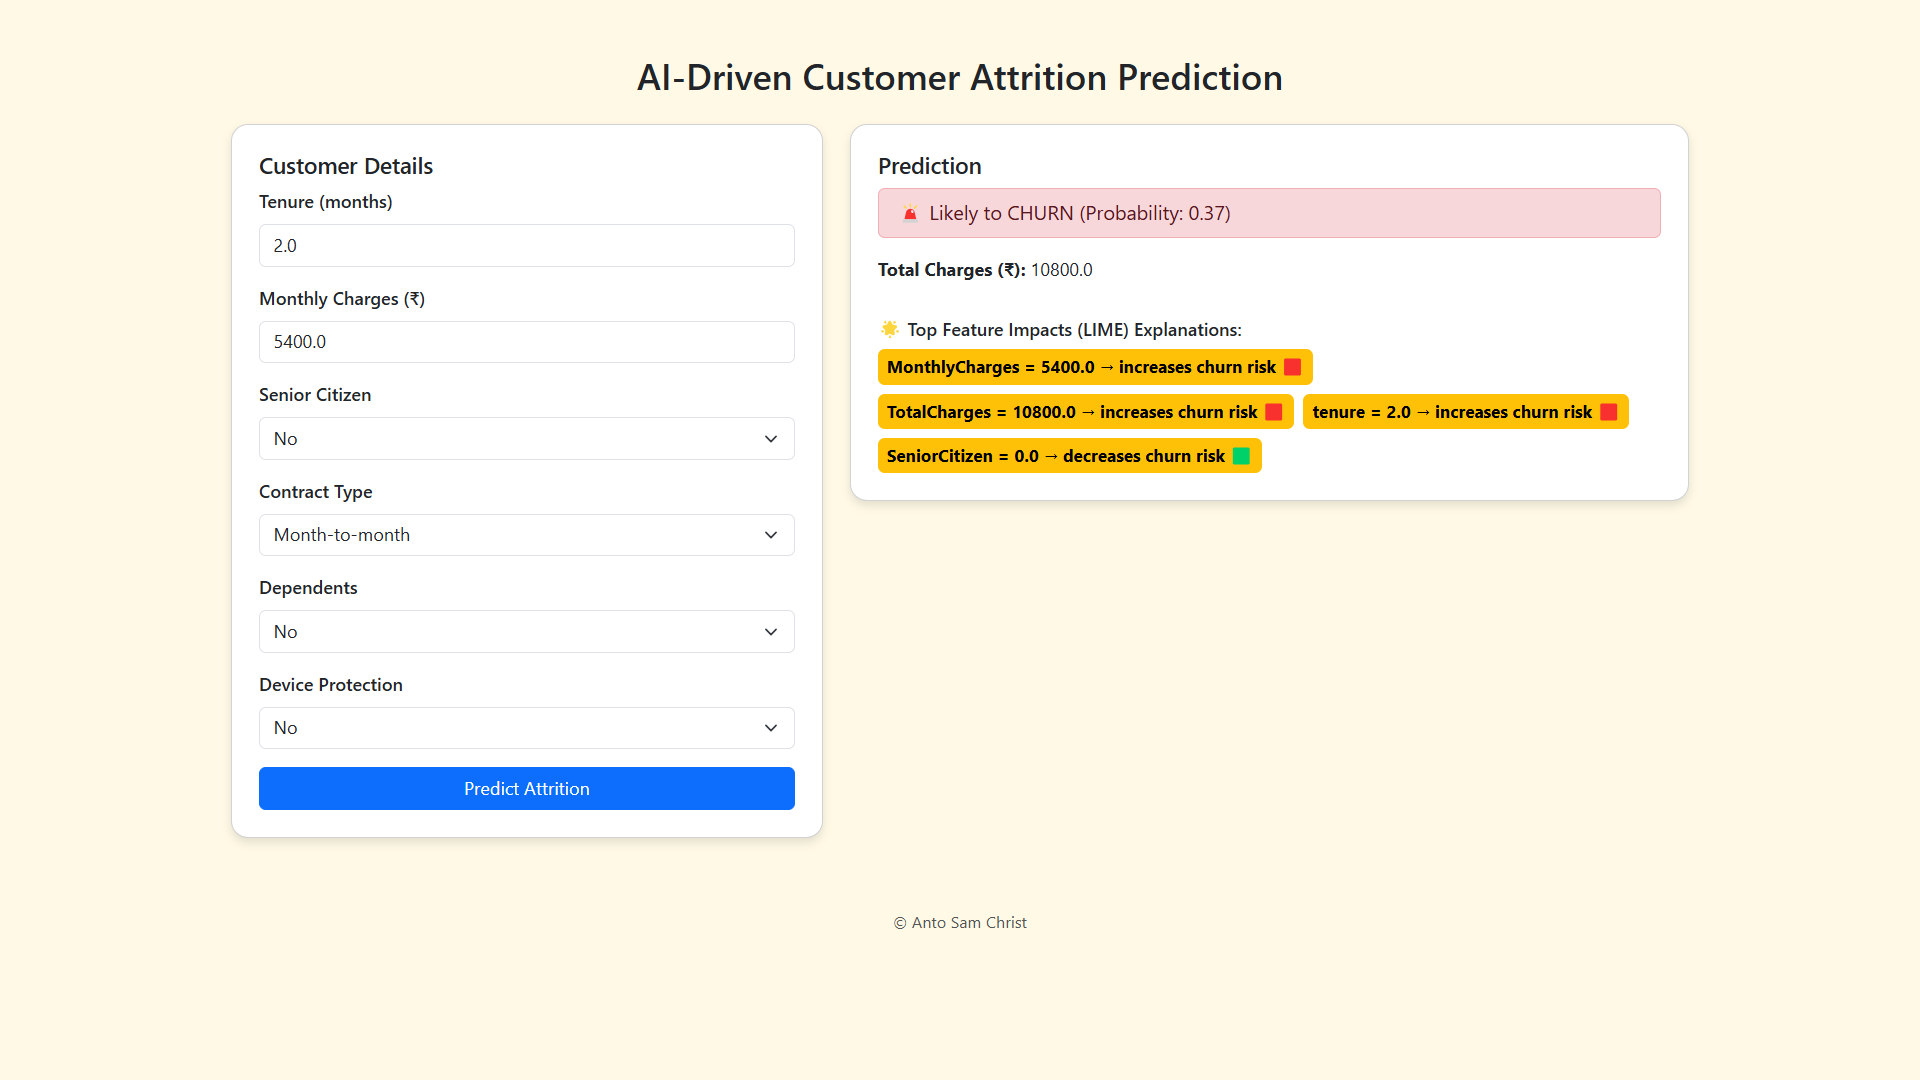 AI-Driven Customer Attrition Prediction
Customer Details
Tenure (months)
2.0
Monthly Charges (₹)
5400.0
Senior Citizen
No
Contract Type
Month-to-month
Dependents
No
Device Protection
No
Predict Attrition
Prediction
🚨 Likely to CHURN (Probability: 0.37)
Total Charges (₹): 10800.0
🌟 Top Feature Impacts (LIME) Explanations:
MonthlyCharges = 5400.0 → increases churn risk 🟥
TotalCharges = 10800.0 → increases churn risk 🟥 tenure = 2.0 → increases churn risk 🟥
SeniorCitizen = 0.0 → decreases churn risk 🟩
© Anto Sam Christ